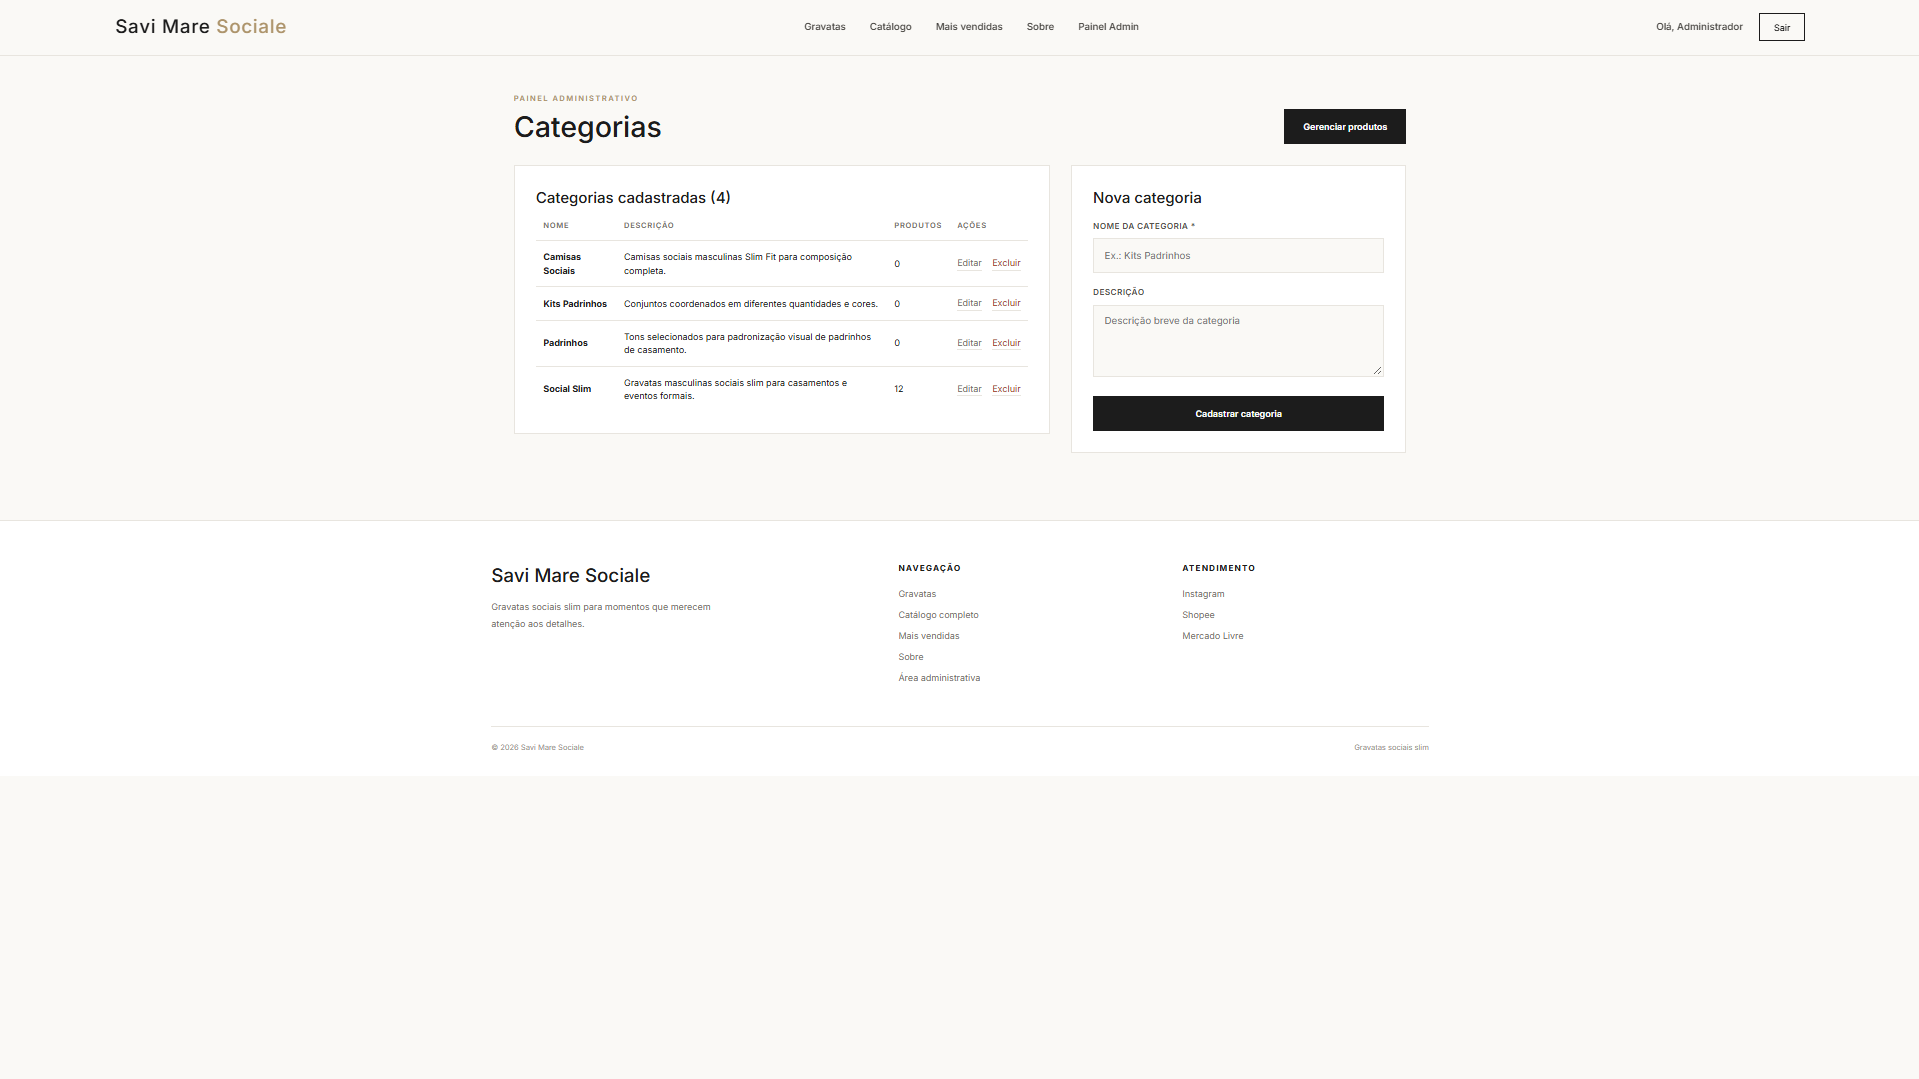 Savi Mare Sociale
Gravatas Catálogo Mais vendidas Sobre Painel Admin
Olá, Administrador Sair
PAINEL ADMINISTRATIVO
Categorias
Gerenciar produtos
Categorias cadastradas (4)
NOME DESCRIÇÃO PRODUTOS AÇÕES
Camisas
Sociais
Camisas sociais masculinas Slim Fit para composição
completa.
0 Editar Excluir
Kits Padrinhos Conjuntos coordenados em diferentes quantidades e cores. 0 Editar Excluir
Padrinhos
Tons selecionados para padronização visual de padrinhos
de casamento.
0 Editar Excluir
Social Slim
Gravatas masculinas sociais slim para casamentos e
eventos formais.
12 Editar Excluir
Nova categoria
NOME DA CATEGORIA *
Ex.: Kits Padrinhos
DESCRIÇÃO
Descrição breve da categoria
Cadastrar categoria
Savi Mare Sociale
Gravatas sociais slim para momentos que merecem
atenção aos detalhes.
NAVEGAÇÃO
Gravatas
Catálogo completo
Mais vendidas
Sobre
Área administrativa
ATENDIMENTO
Instagram
Shopee
Mercado Livre
© 2026 Savi Mare Sociale
Gravatas sociais slim